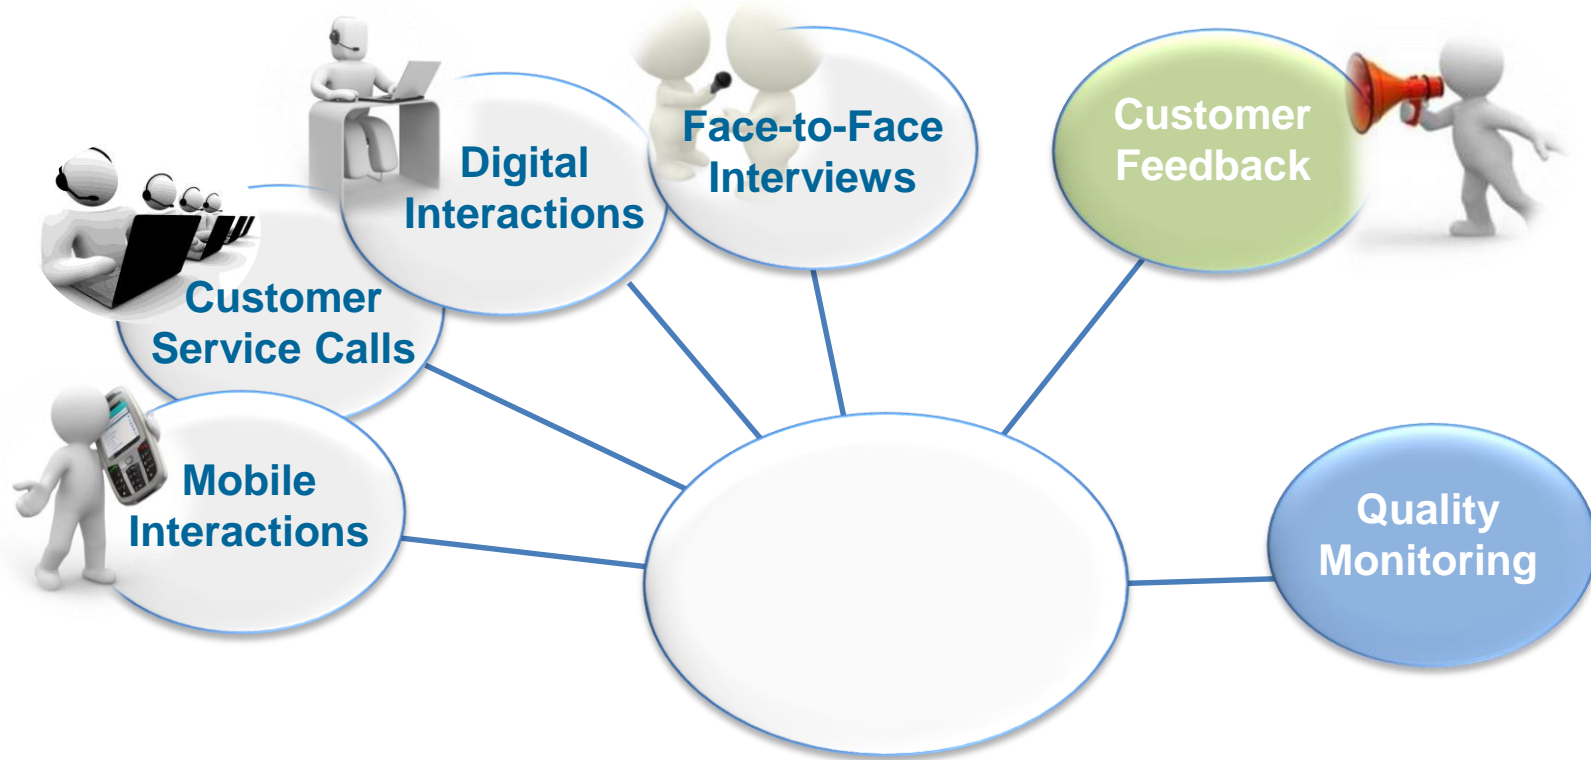 Face-to-Face
Interviews
Customer
Feedback
Digital
Interactions
Customer
Service Calls
Mobile
Interactions
Quality
Monitoring